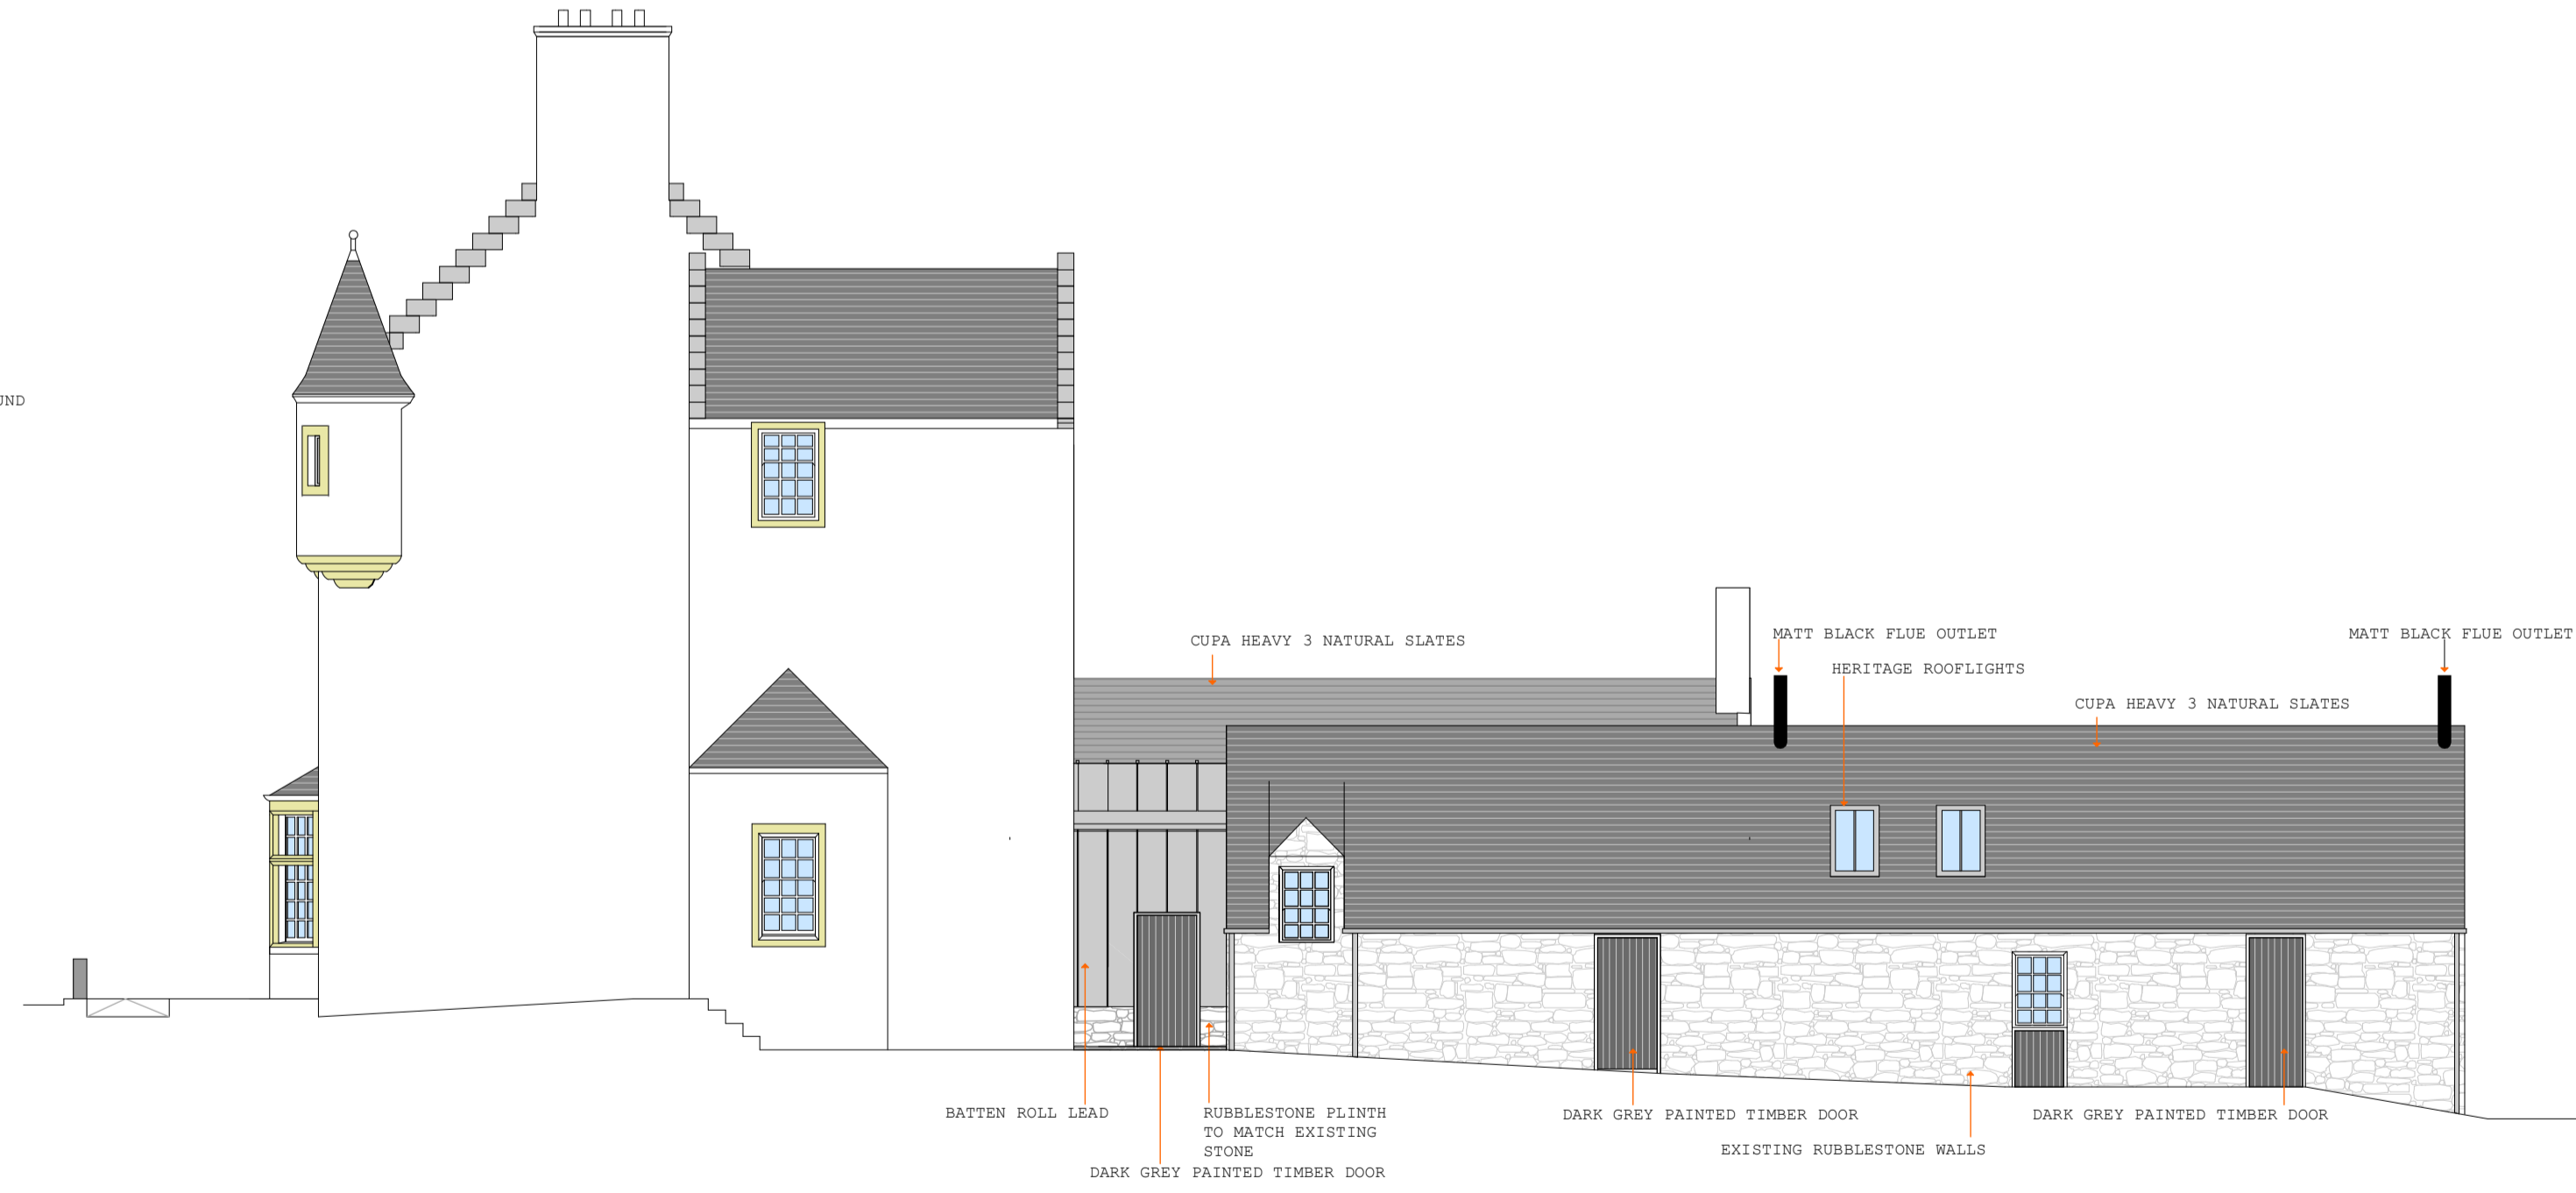 UND
CUPA HEAVY 3 NATURAL SLATES
MATT BLACK FLUE OUTLET
MATT BLACK FLUE OUTLET
HERITAGE ROOFLIGHTS
CUPA HEAVY 3 NATURAL SLATES
BATTEN ROLL LEAD
RUBBLESTONE PLINTH
TO MATCH EXISTING
STONE
DARK GREY PAINTED TIMBER DOOR
DARK GREY PAINTED TIMBER DOOR
EXISTING RUBBLESTONE WALLS
DARK GREY PAINTED TIMBER DOOR